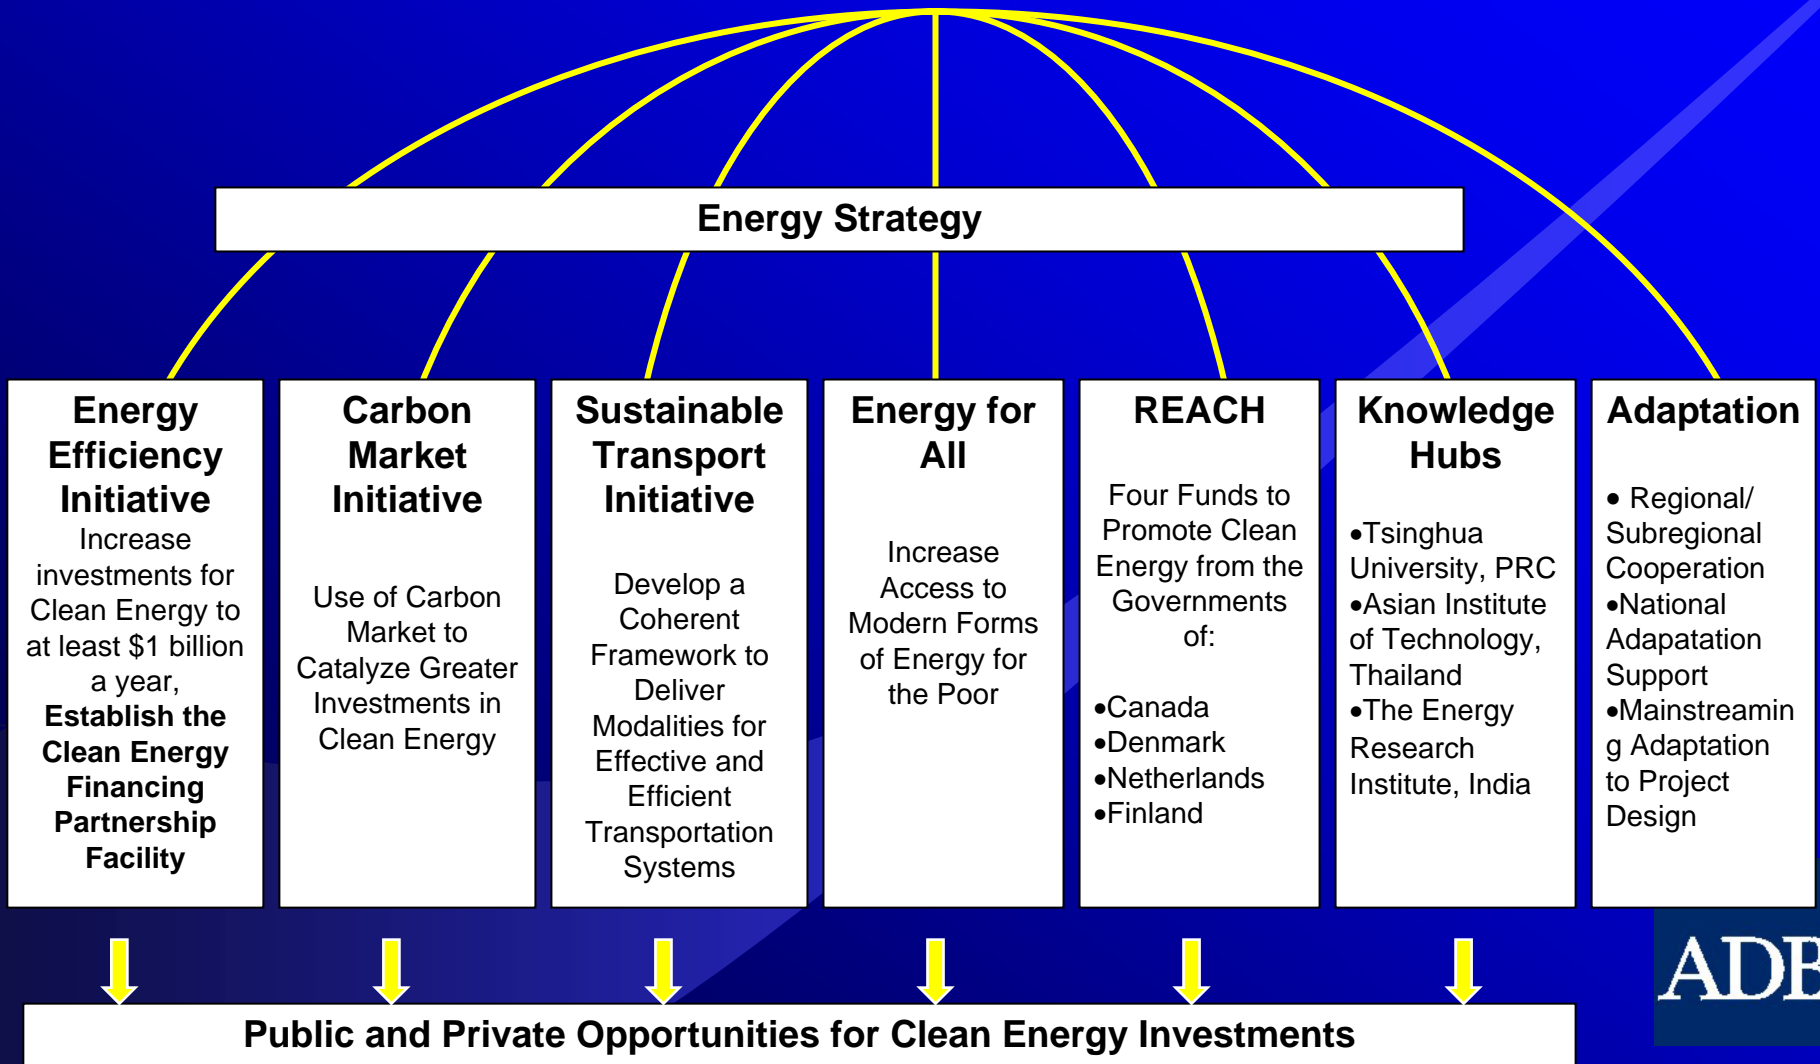 Energy Strategy
Energy
Efficiency
Initiative
Increase
investments for
Clean Energy to
at least $1 billion
a year,
Establish the
Clean Energy
Financing
Partnership
Facility
Carbon
Market
Initiative
Use of Carbon
Market to
Catalyze Greater
Investments in
Clean Energy
Sustainable
Transport
Initiative
Develop a
Coherent
Framework to
Deliver
Modalities for
Effective and
Efficient
Transportation
Systems
Energy for
All
Increase
Access to
Modern Forms
of Energy for
the Poor
REACH
Four Funds to
Promote Clean
Energy from the
Governments
of:
•Canada
•Denmark
•Netherlands
•Finland
Knowledge
Hubs
•Tsinghua
University, PRC
•Asian Institute
of Technology,
Thailand
•The Energy
Research
Institute, India
Adaptation
• Regional/
Subregional
Cooperation
•National
Adapatation
Support
•Mainstreamin
g Adaptation
to Project
Design
ADB
Public and Private Opportunities for Clean Energy Investments